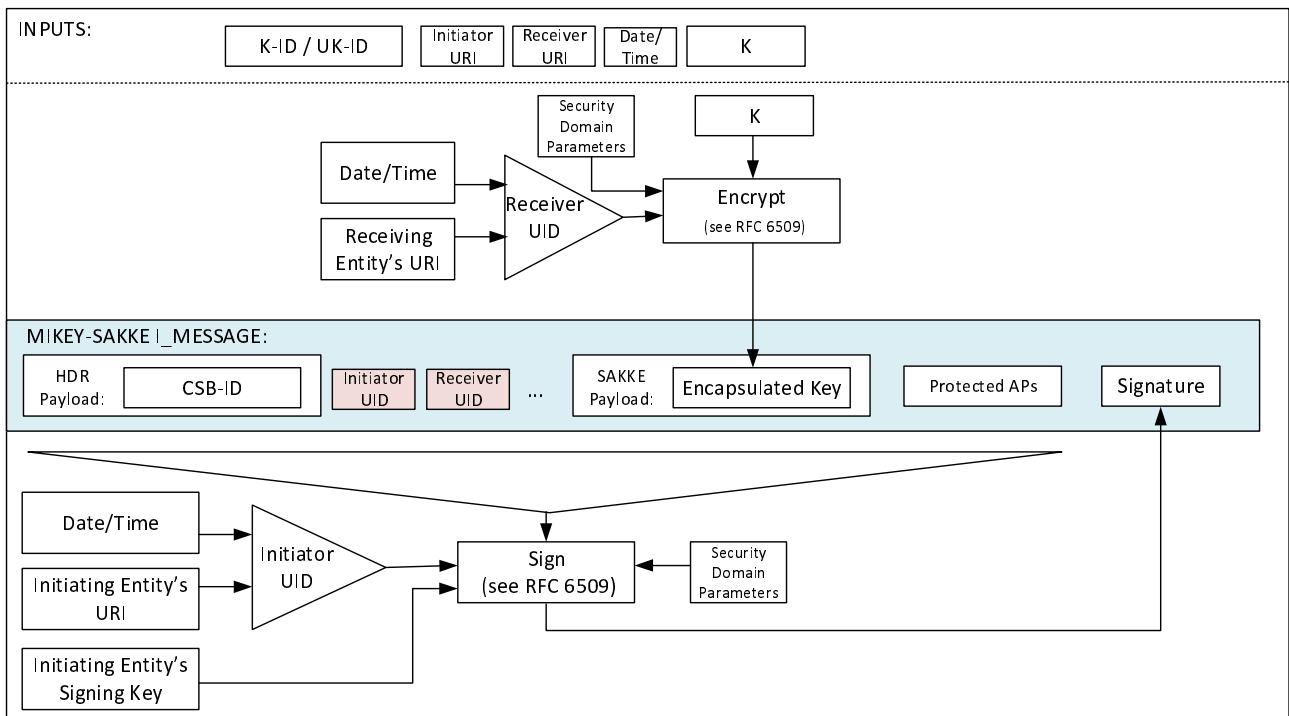 INPUTS:
K-ID / UK-ID
Initiator
URI
Receiver
URI
Date/
Time
K
Security
Domain
Parameters
K
Date/Time
Receiver
UID
Encrypt
(see RFC 6509)
Receiving
Entity’s URI
MIKEY-SAKKE I_MESSAGE:
HDR
Payload:
CSB-ID
Initiator
UID
Receiver
UID
...
SAKKE
Payload:
Encapsulated Key
Protected APs
Signature
Date/Time
Initiator
UID
Sign
(see RFC 6509)
Security
Domain
Parameters
Initiating Entity’s
URI
Initiating Entity’s
Signing Key